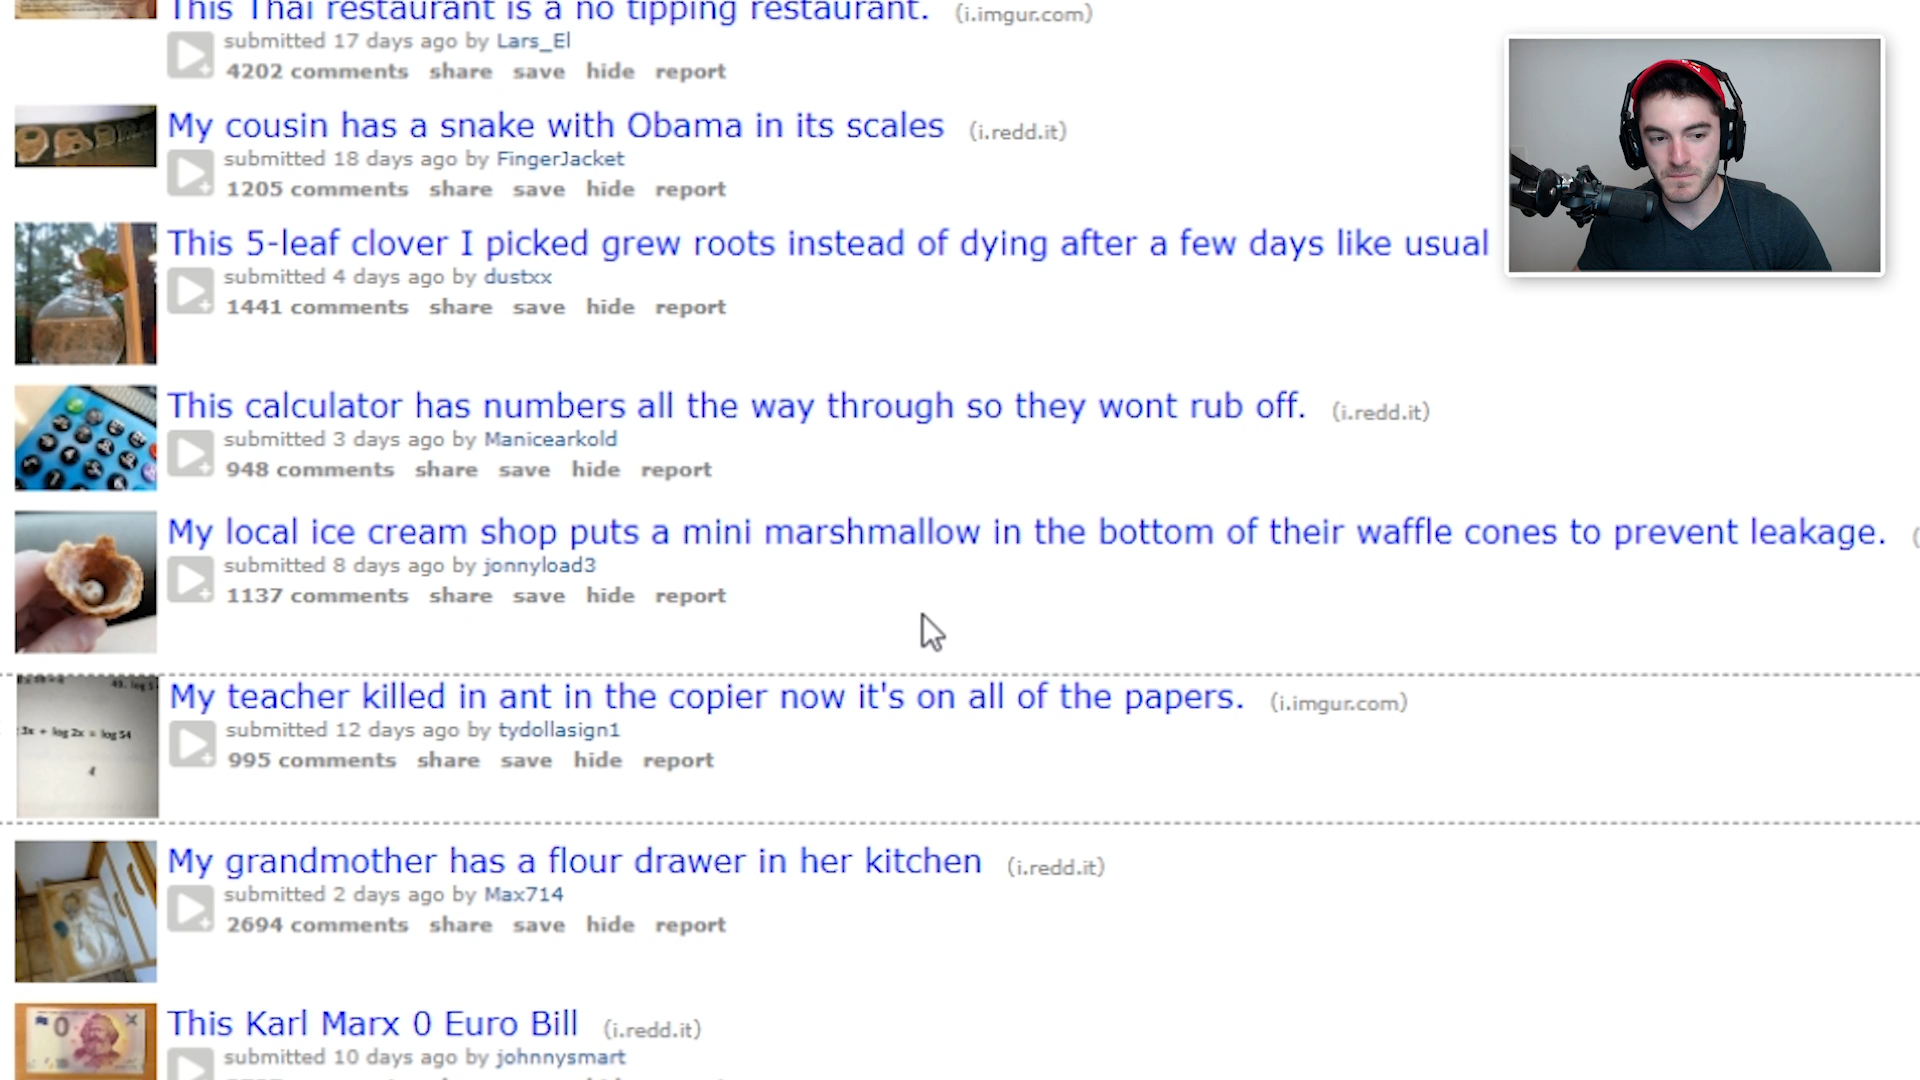 This Thai restaurant is a no tipping restaurant. (i.imgur.com)
submitted 17 days ago by Lars_El
4202 comments share save hide report
My cousin has a snake with Obama in its scales (i.redd.it)
submitted 18 days ago by FingerJacket
1205 comments share save hide report
This 5-leaf clover I picked grew roots instead of dying after a few days like usual
submitted 4 days ago by dustxx
1441 comments share save hide report
This calculator has numbers all the way through so they wont rub off. (i.redd.it)
submitted 3 days ago by Manicearkold
948 comments share save hide report
My local ice cream shop puts a mini marshmallow in the bottom of their waffle cones to prevent leakage. (
submitted 8 days ago by jonnyload3
1137 comments share save hide report
My teacher killed in ant in the copier now it's on all of the papers. (i.imgur.com)
submitted 12 days ago by tydollasign1
3x + log 2x = log 54
995 comments share save hide report
My grandmother has a flour drawer in her kitchen (i.redd.it)
submitted 2 days ago by Max714
2694 comments share save hide report
This Karl Marx 0 Euro Bill (i.redd.it)
0
submitted 10 days ago by johnnysmart